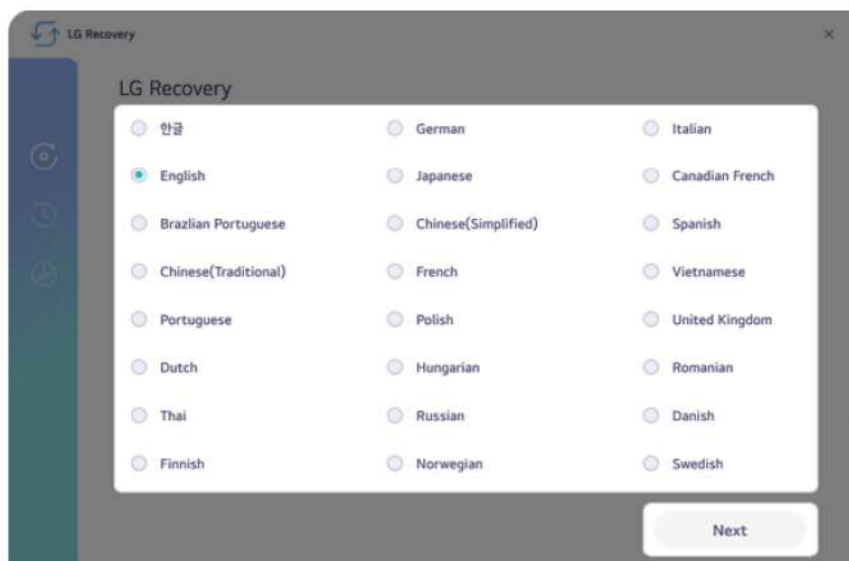 LG Recovery
LG Recovery
한글 German Italian
English Japanese Canadian French
Brazlian Portuguese Chinese(Simplified) Spanish
Chinese(Traditional) French Vietnamese
Portuguese Polish United Kingdom
Dutch Hungarian Romanian
Thai Russian Danish
Finnish Norwegian Swedish
Next